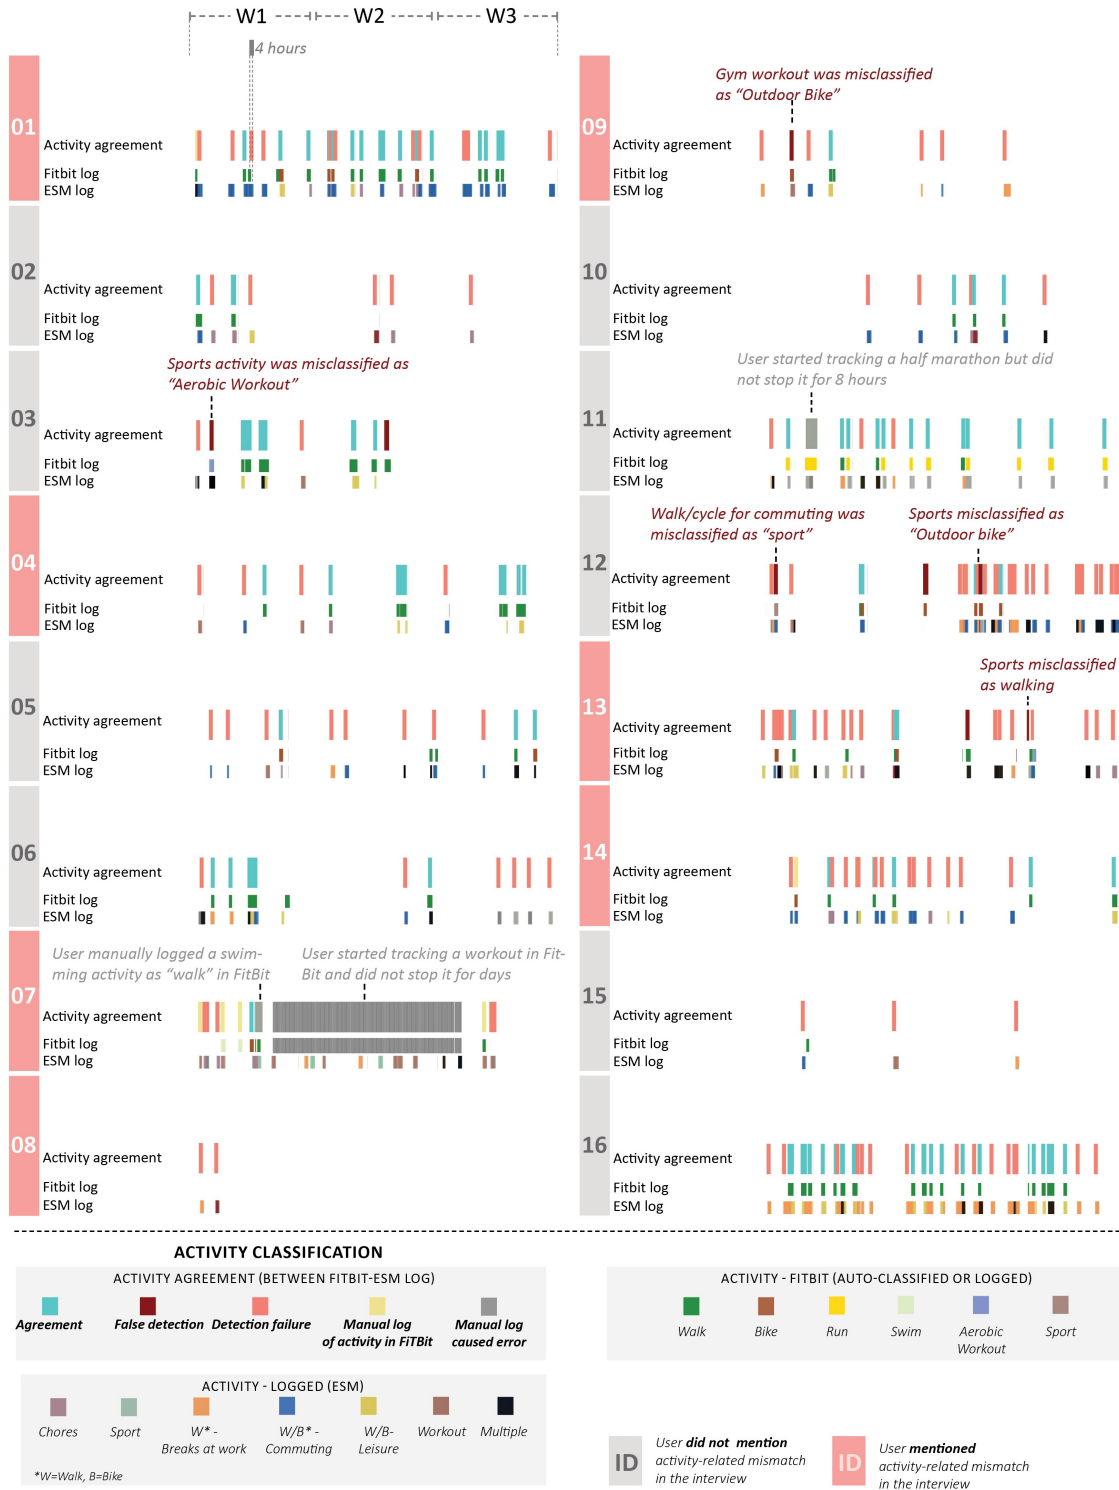 W1 W2 W3
4 hours
01
Activity agreement
Fitbit log
ESM log
02
Activity agreement
Fitbit log
ESM log
Sports activity was misclassified as
“Aerobic Workout”
03
Activity agreement
Fitbit log
ESM log
04
Activity agreement
Fitbit log
ESM log
05
Activity agreement
Fitbit log
ESM log
06
Activity agreement
Fitbit log
ESM log
User manually logged a swim-
ming activity as “walk” in FitBit
User started tracking a workout in Fit-
Bit and did not stop it for days
07
Activity agreement
Fitbit log
ESM log
08
Activity agreement
Fitbit log
ESM log
Gym workout was misclassified
as “Outdoor Bike”
09
Activity agreement
Fitbit log
ESM log
10
Activity agreement
Fitbit log
ESM log
User started tracking a half marathon but did
not stop it for 8 hours
11
Activity agreement
Fitbit log
ESM log
Walk/cycle for commuting was
misclassified as “sport”
Sports misclassified as
“Outdoor bike”
12
Activity agreement
Fitbit log
ESM log
Sports misclassified
as walking
13
Activity agreement
Fitbit log
ESM log
14
Activity agreement
Fitbit log
ESM log
15
Activity agreement
Fitbit log
ESM log
16
Activity agreement
Fitbit log
ESM log
ACTIVITY CLASSIFICATION
ACTIVITY AGREEMENT (BETWEEN FITBIT-ESM LOG)
Agreement
False detection
Detection failure
Manual log
of activity in FiTBit
Manual log
caused error
ACTIVITY - FITBIT (AUTO-CLASSIFIED OR LOGGED)
Walk
Bike
Run
Swim
Aerobic
Workout
Sport
ACTIVITY - LOGGED (ESM)
Chores
Sport
W* -
Breaks at work
W/B* -
Commuting
W/B-
Leisure
Workout
Multiple
*W=Walk, B=Bike
ID
User did not mention
activity-related mismatch
in the interview
ID
User mentioned
activity-related mismatch
in the interview